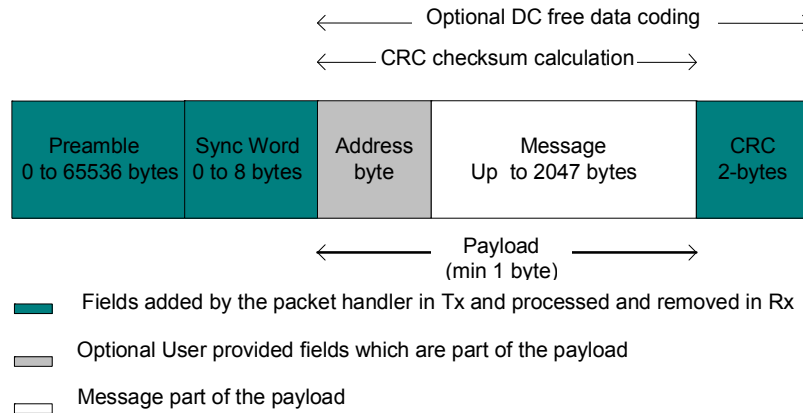 Optional DC free data coding
CRC checksum calculation
Preamble
0 to 65536 bytes
Sync Word
0 to 8 bytes
Address
byte
Message
Up to 2047 bytes
CRC
2-bytes
Payload
(min 1 byte)
Fields added by the packet handler in Tx and processed and removed in Rx
Optional User provided fields which are part of the payload
Message part of the payload